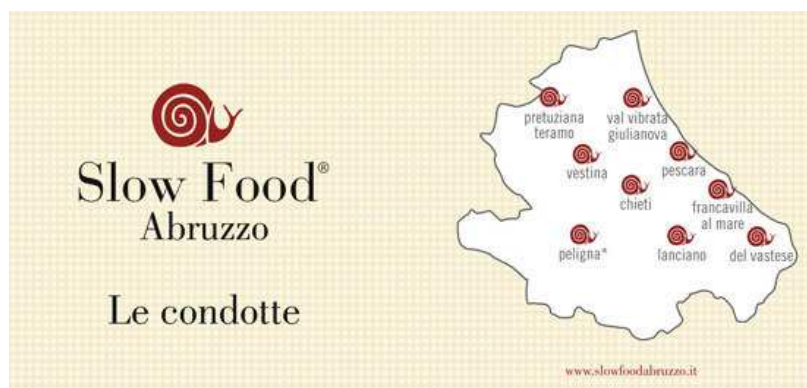 Slow Food®
Abruzzo
Le condotte
pretuziana
teramo
val vibrata
giulianova
vestina
pescara
chieti
francavilla
al mare
peligna*
lanciano
del vastese
www.slowfoodabruzzo.it